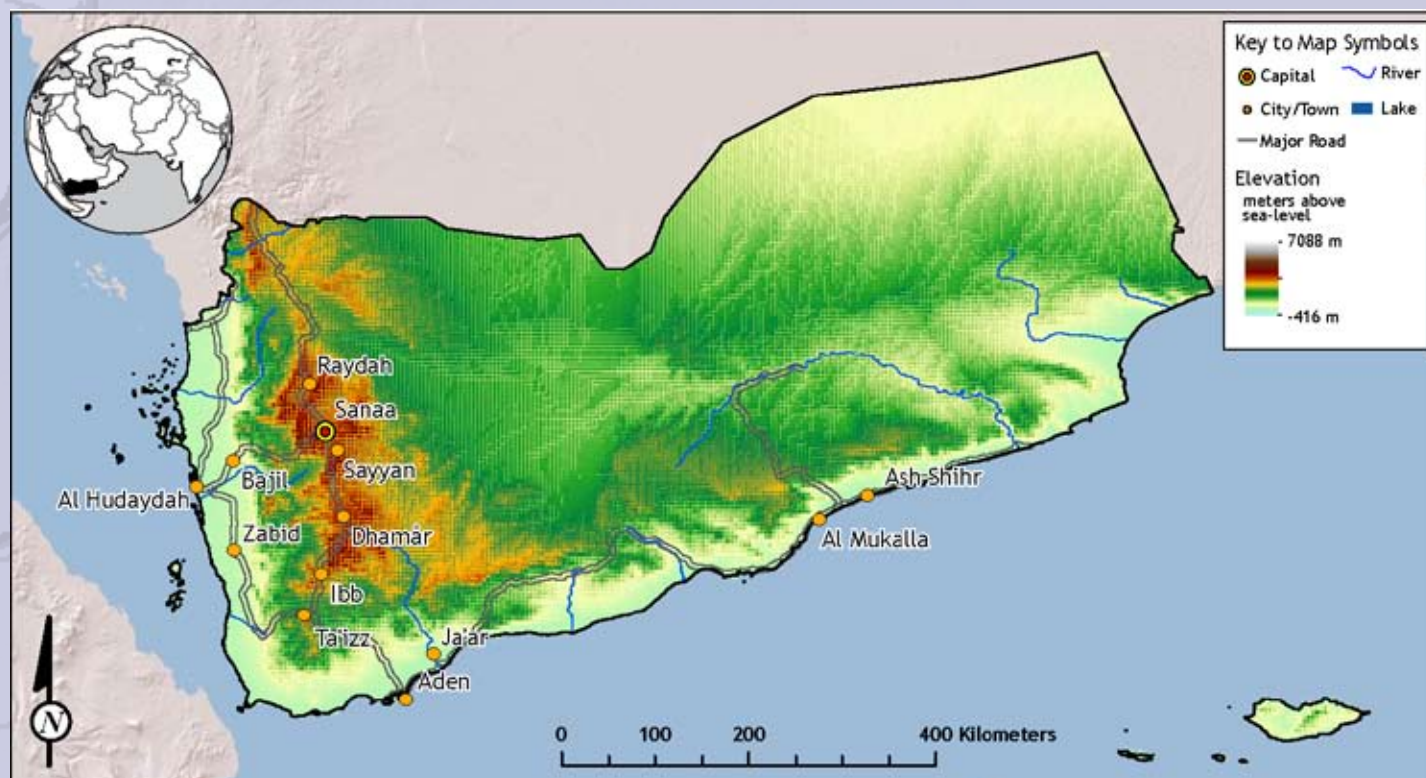 Key to Map Symbols
Capital
River
City/Town
Lake
Major Road
Elevation
meters above
sea-level
7088 m
-416 m
Raydah
Sanaa
Sayyan
Bajil
Al Hudaydah
Ash Shihr
Zabid
Dhamār
Al Mukalla
Ibb
Ta'izz
Ja'ār
Aden
0 100 200 400 Kilometers
N